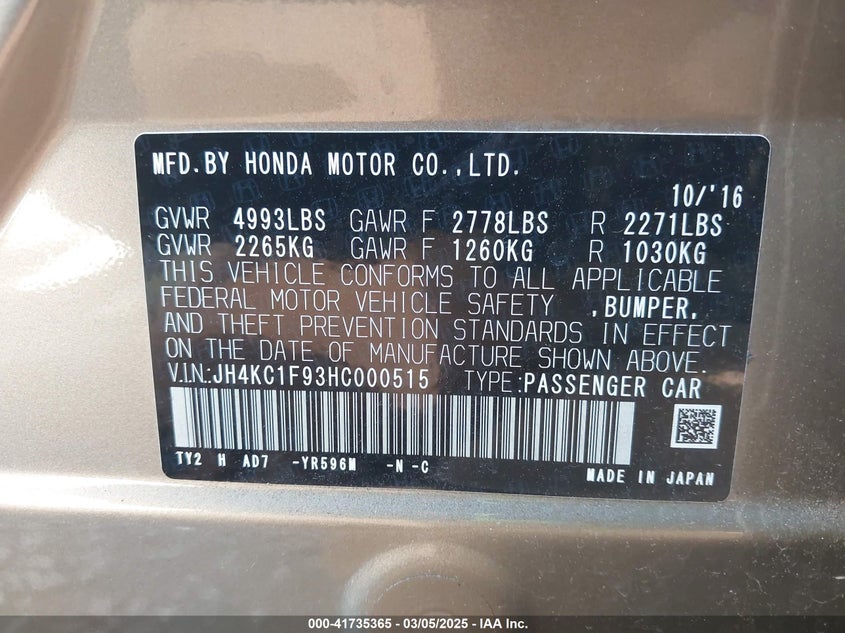 MFD.BY HONDA MOTOR CO.,LTD.
10/'16
GVWR 4993LBS GAWR F 2778LBS R 2271LBS
GVWR 2265KG GAWR F 1260KG R 1030KG
THIS VEHICLE CONFORMS TO ALL APPLICABLE
FEDERAL MOTOR VEHICLE SAFETY ,BUMPER,
AND THEFT PREVENTION STANDARDS IN EFFECT
ON THE DATE OF MANUFACTURE SHOWN ABOVE.
V.I.N.:JH4KC1F93HC000515 TYPE:PASSENGER CAR
TY2 H AD7 -YR596M -N -C
MADE IN JAPAN
000-41735365 / 03/05/2025 - IAA Inc.